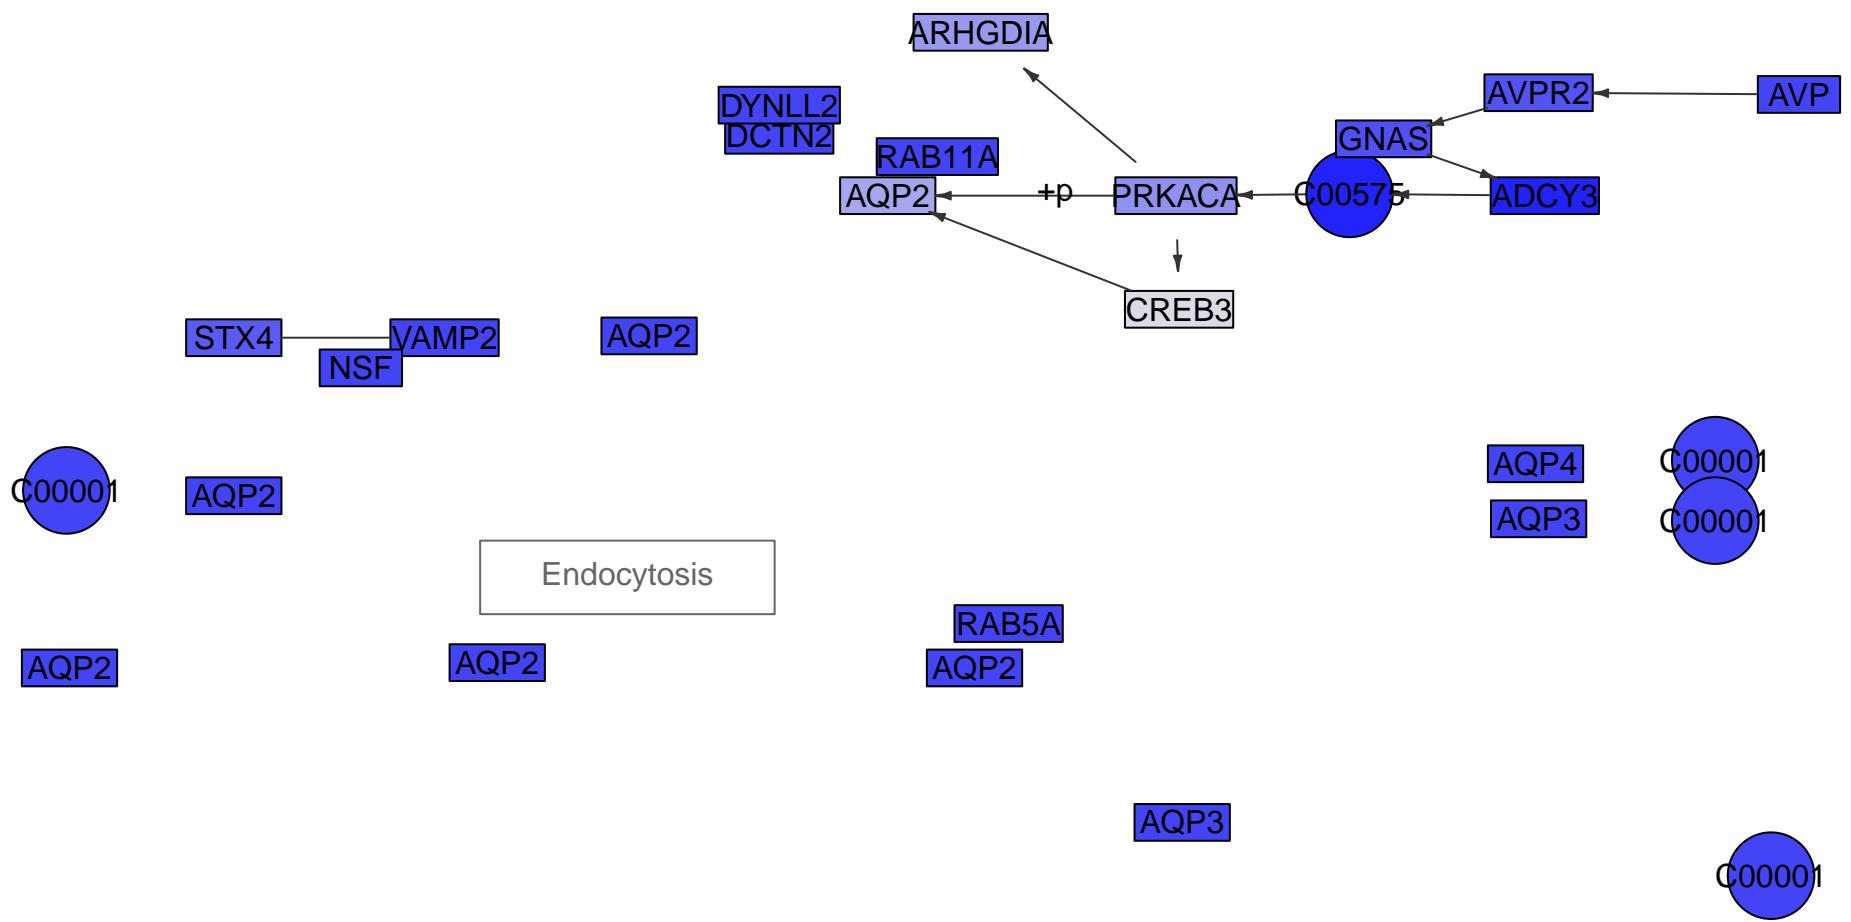 ARHGDIA
DYNLL2
AVPR2
AVP
DCTN2
GNAS
RAB11A
AQP2
+p
PRKACA
C00575
ADCY3
CREB3
STX4
VAMP2
AQP2
NSF
C00001
AQP2
AQP4
C00001
AQP3
C00001
Endocytosis
RAB5A
AQP2
AQP2
AQP2
AQP3
C00001